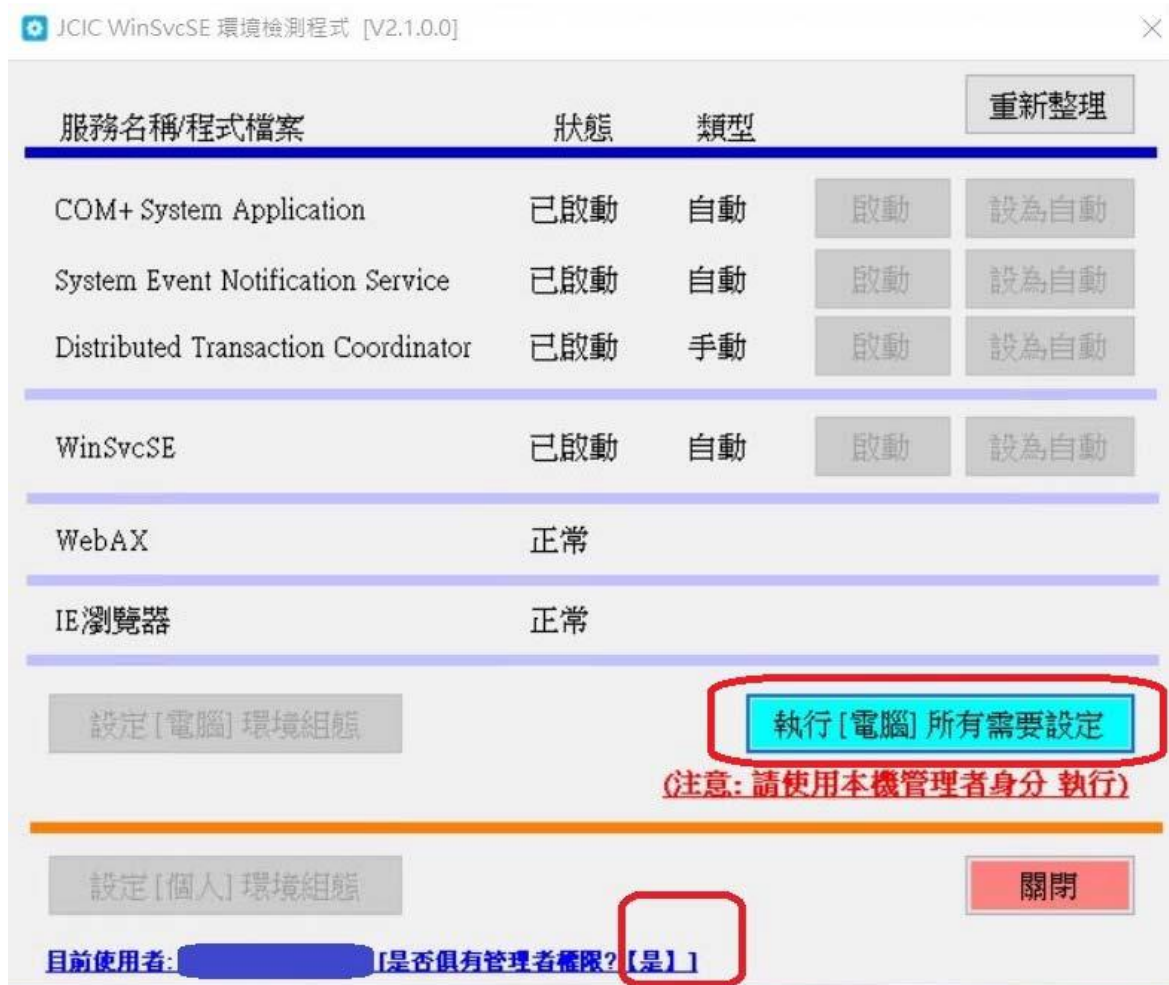 JCIC WinSvcSE 環境檢測程式 [V2.1.0.0]
重新整理
服務名稱/程式檔案 狀態 類型
COM+ System Application 已啟動 自動 啟動 設為自動
System Event Notification Service 已啟動 自動 啟動 設為自動
Distributed Transaction Coordinator 已啟動 手動 啟動 設為自動
WinSvcSE 已啟動 自動 啟動 設為自動
WebAX 正常
IE瀏覽器 正常
設定 [電腦] 環境組態 執行 [電腦] 所有需要設定
(注意: 請使用本機管理者身分 執行)
設定 [個人] 環境組態 關閉
目前使用者: [是否俱有管理者權限?【是】]